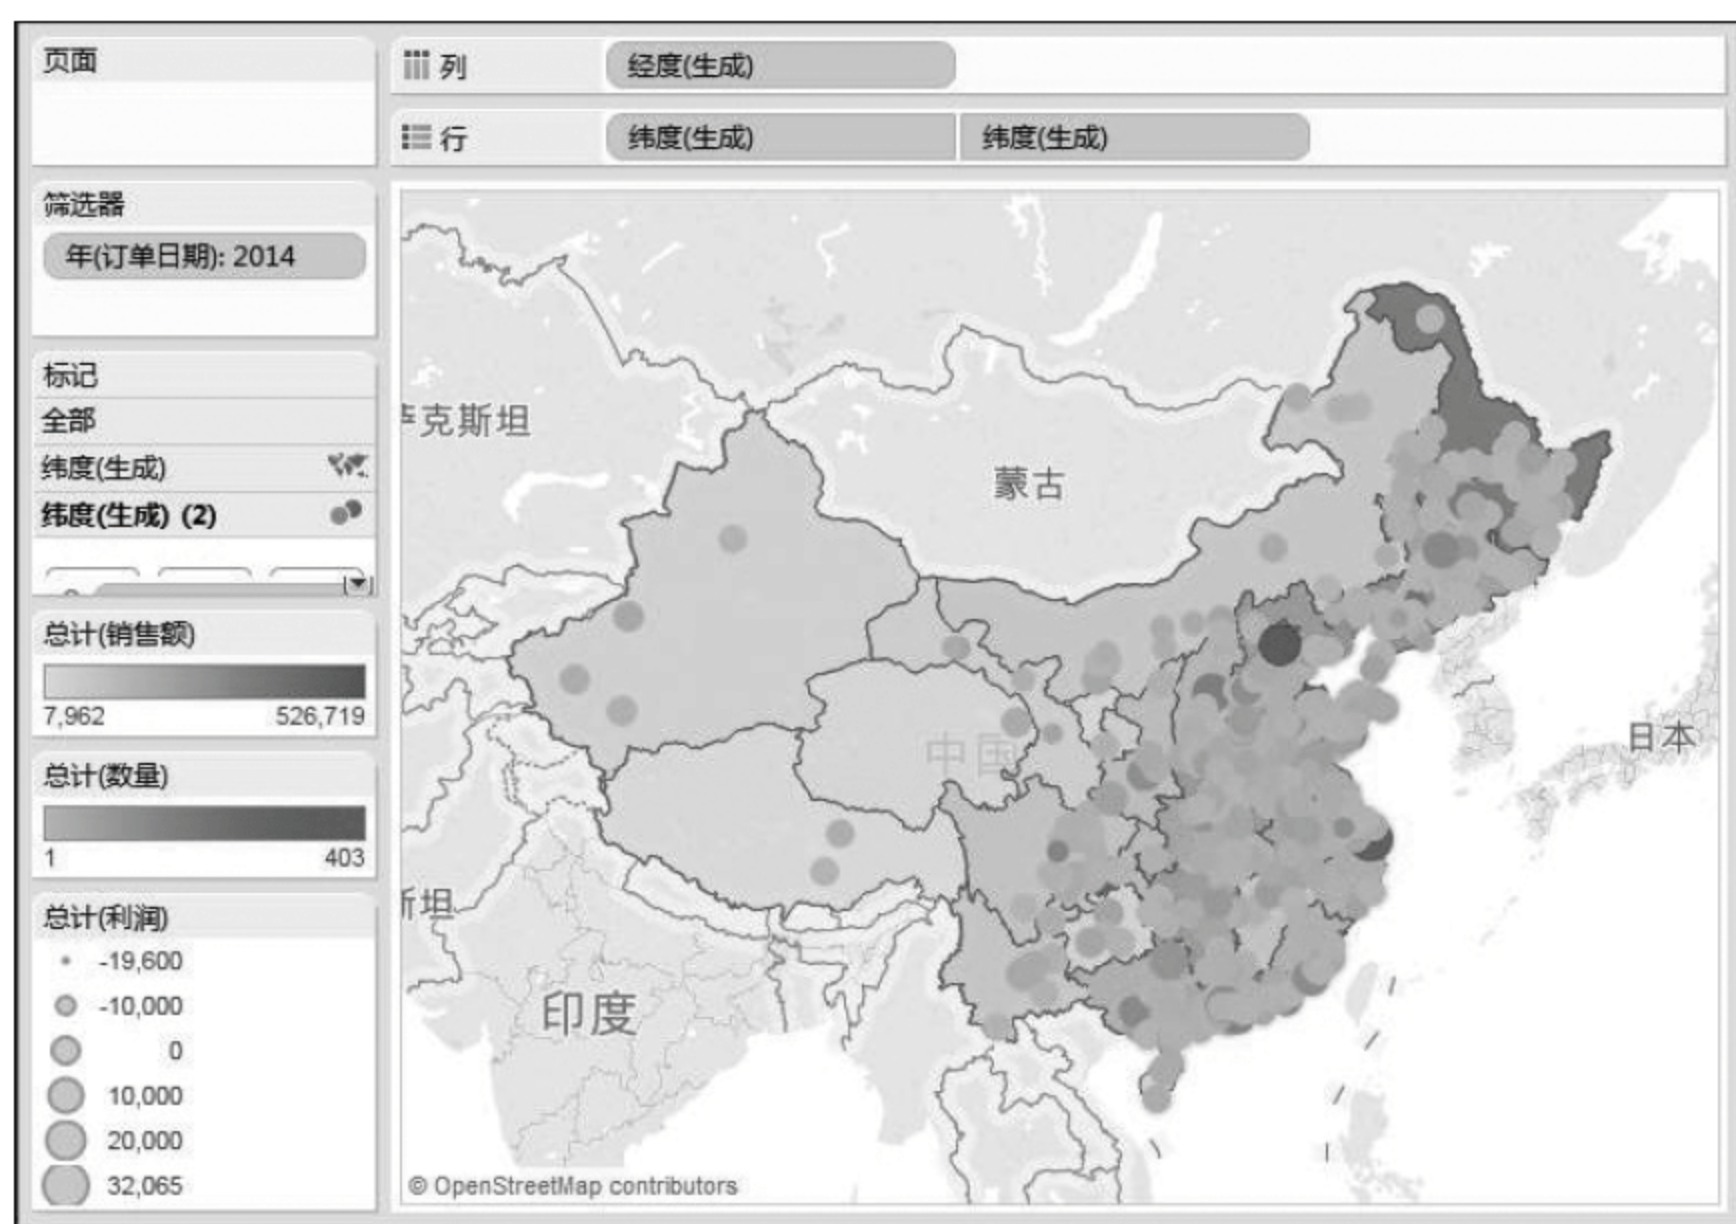 页面
列
经度(生成)
行
纬度(生成)
纬度(生成)
筛选器
年(订单日期): 2014
标记
全部
纬度(生成)
纬度(生成) (2)
总计(销售额)
7,962
526,719
总计(数量)
1
403
总计(利润)
-19,600
-10,000
0
10,000
20,000
32,065
克斯坦
蒙古
中国
日本
斯坦
印度
© OpenStreetMap contributors